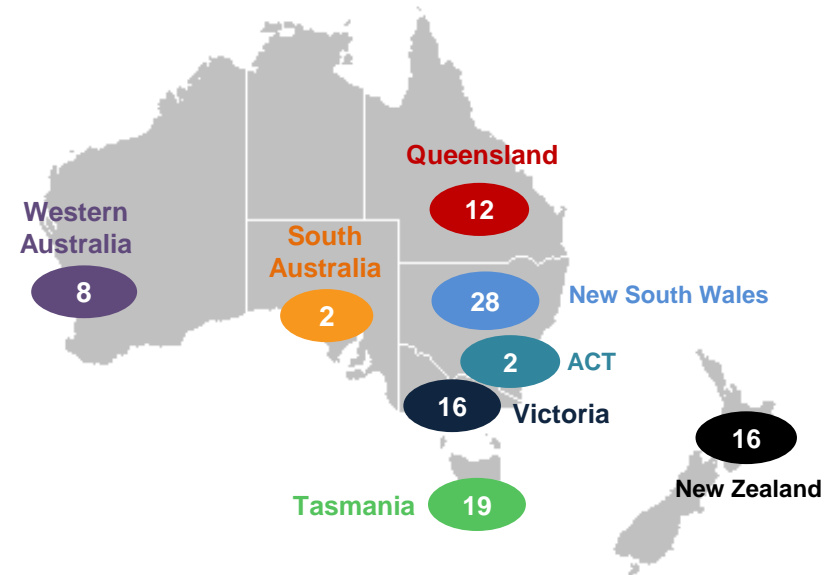 Queensland
12
Western
Australia
8
South
Australia
2
28
New South Wales
2
ACT
16
Victoria
16
New Zealand
Tasmania
19